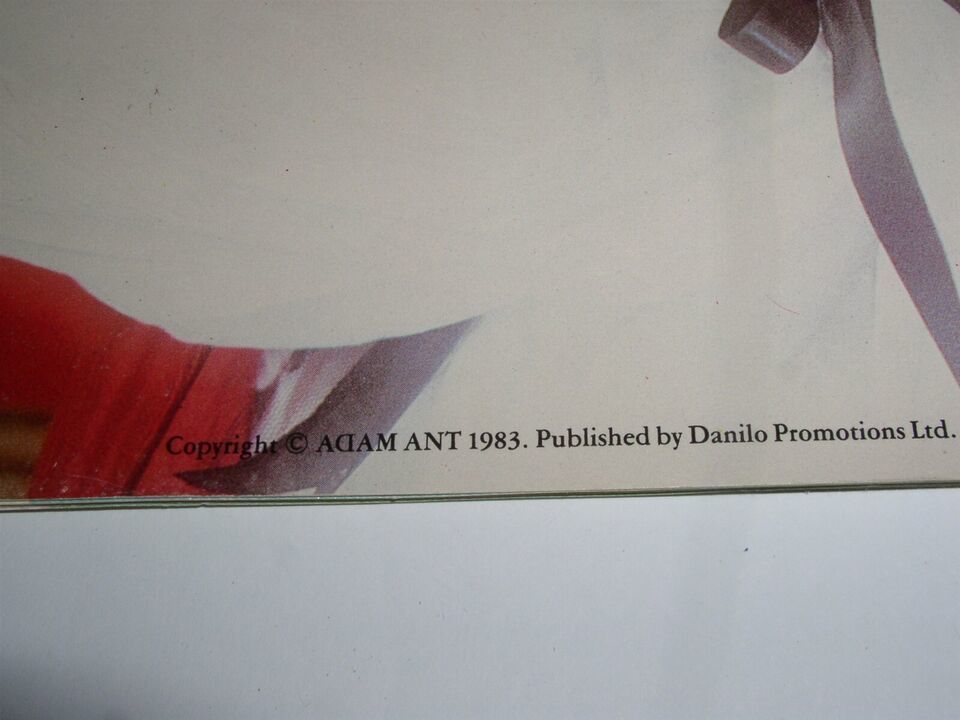 Copyright © ADAM ANT 1983. Published by Danilo Promotions Ltd.